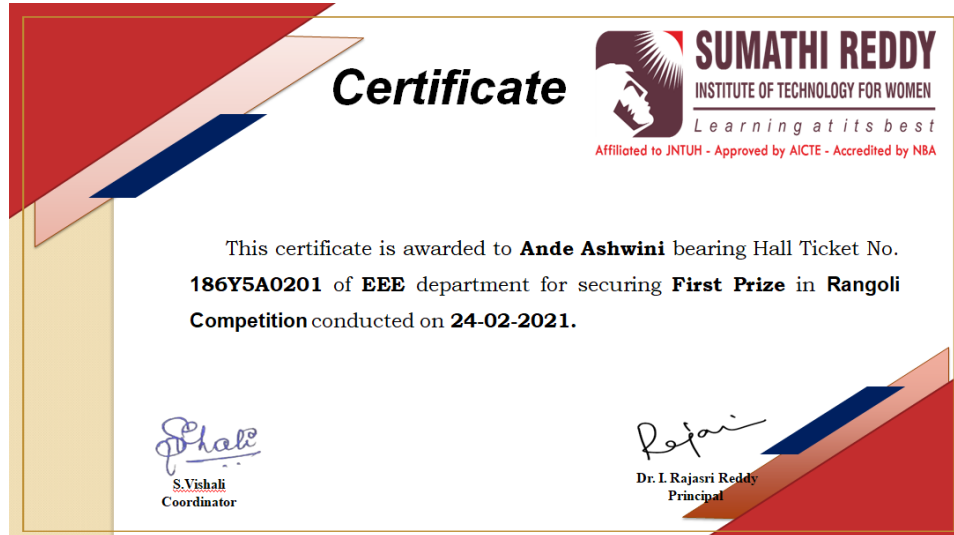 Certificate
SUMATHI REDDY
INSTITUTE OF TECHNOLOGY FOR WOMEN
Learning at its best
Affiliated to JNTUH - Approved by AICTE - Accredited by NBA
This certificate is awarded to Ande Ashwini bearing Hall Ticket No.
186Y5A0201 of EEE department for securing First Prize in Rangoli
Competition conducted on 24-02-2021.
SVhali
Rajasri
S.Vishali
Coordinator
Dr. I. Rajasri Reddy
Principal